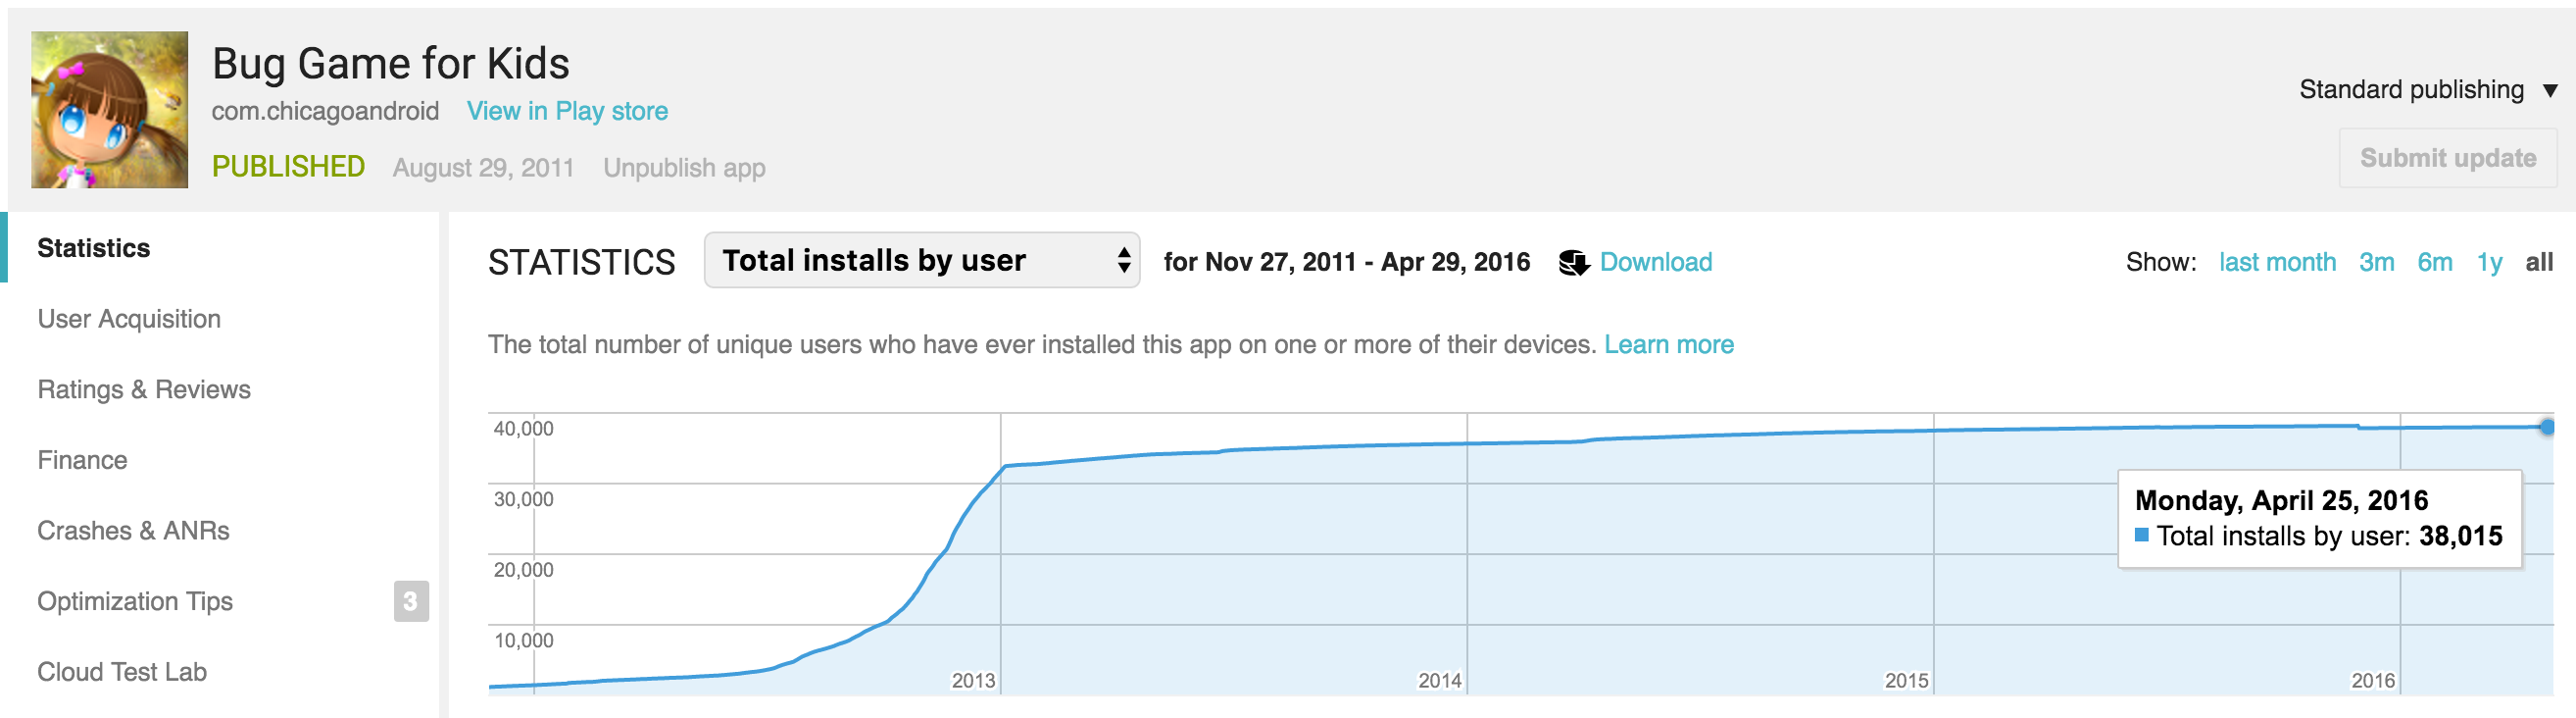 Bug Game for Kids
com.chicagoandroid View in Play store
PUBLISHED August 29, 2011 Unpublish app
Standard publishing
Submit update
Statistics
User Acquisition
Ratings & Reviews
Finance
Crashes & ANRs
Optimization Tips 3
Cloud Test Lab
STATISTICS Total installs by user for Nov 27, 2011 - Apr 29, 2016 Download Show: last month 3m 6m 1y all
The total number of unique users who have ever installed this app on one or more of their devices. Learn more
40,000
30,000
20,000
10,000
Monday, April 25, 2016
Total installs by user: 38,015
2013 2014 2015 2016